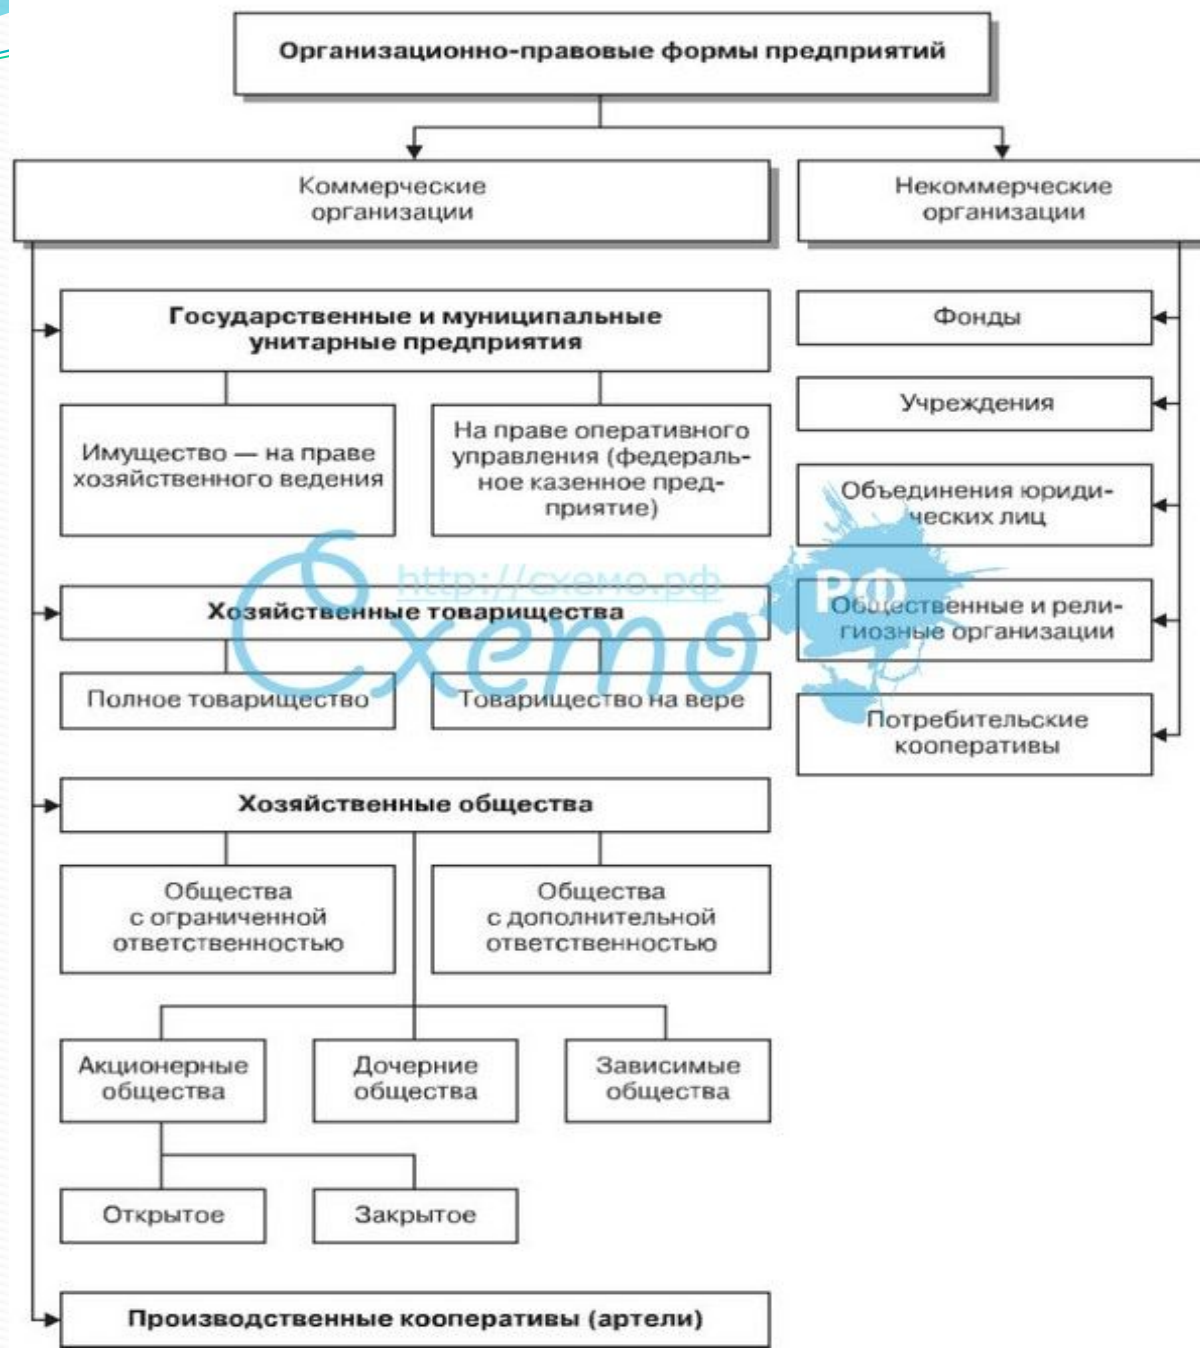 Организационно-правовые формы предприятий
Коммерческие
организации
Некоммерческие
организации
Государственные и муниципальные
унитарные предприятия
Имущество — на праве
хозяйственного ведения
На праве оперативного
управления (федераль-
ное казенное пред-
приятие)
Хозяйственные товарищества
Полное товарищество
Товарищество на вере
Хозяйственные общества
Общества
с ограниченной
ответственностью
Общества
с дополнительной
ответственностью
Акционерные
общества
Дочерние
общества
Зависимые
общества
Открытое
Закрытое
Производственные кооперативы (артели)
Фонды
Учреждения
Объединения юриди-
ческих лиц
Общественные и рели-
гиозные организации
Потребительские
кооперативы
http://схемо.рф
Схемо
РФ